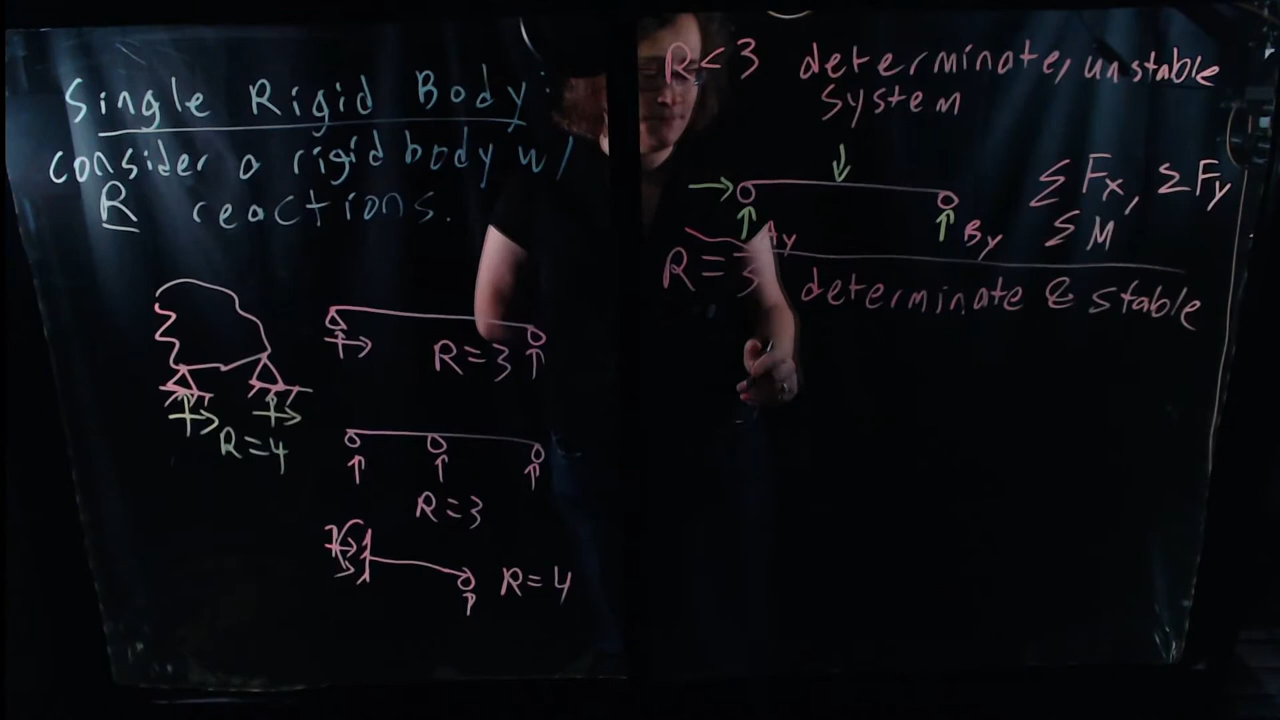 Single Rigid Body:
consider a rigid body w/
R reactions.
R=4
R=3
R=3
R=4
R<3 determinate, unstable
system
Ay
By
ΣFx, ΣFy
ΣM
R=3 determinate & stable